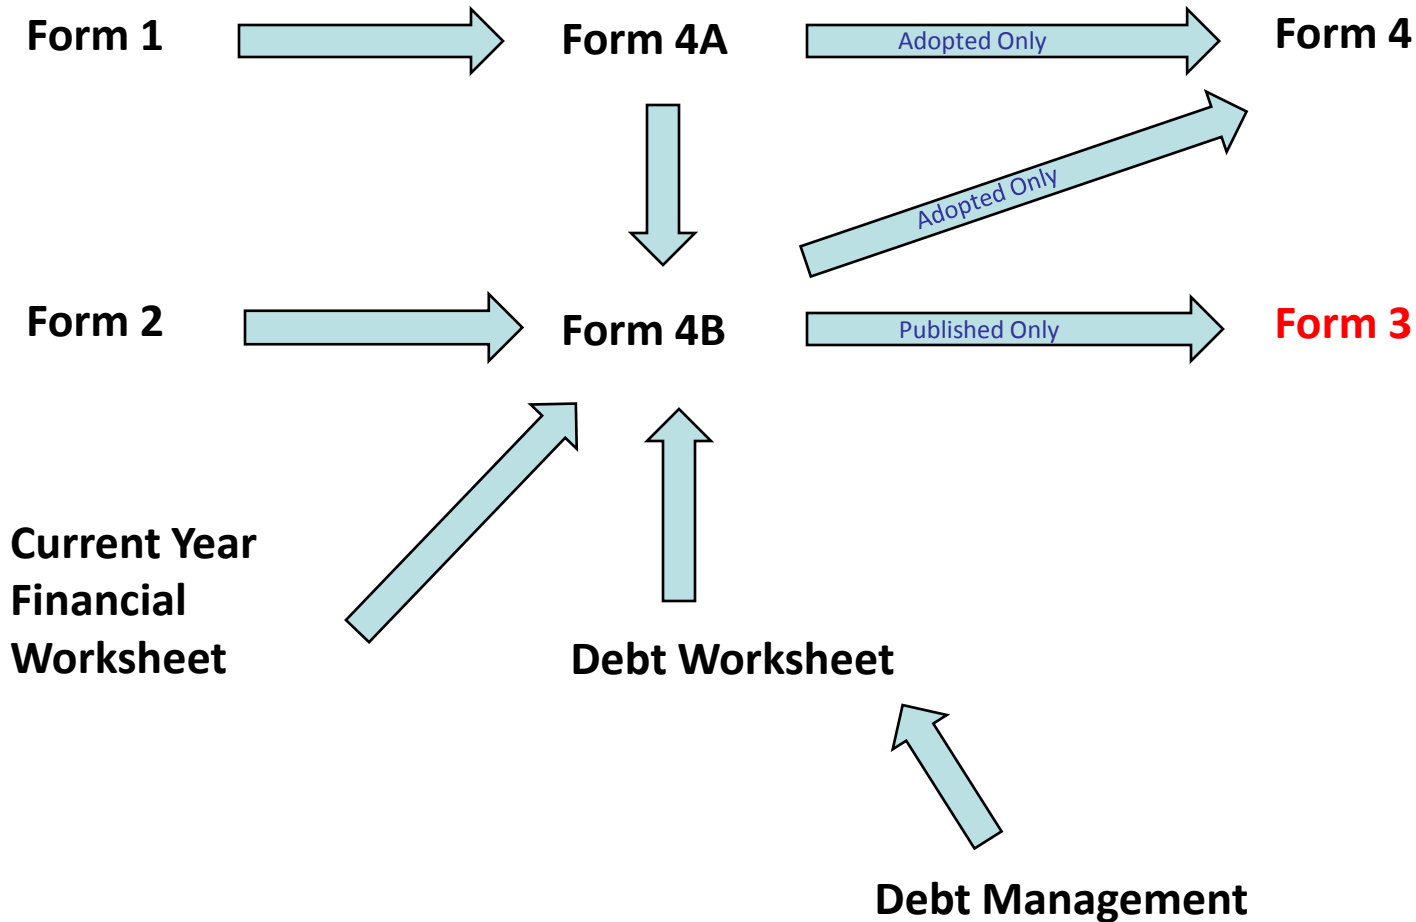 Form 1
Form 4A
Adopted Only
Form 4
Adopted Only
Form 2
Form 4B
Published Only
Form 3
Current Year
Financial
Worksheet
Debt Worksheet
Debt Management